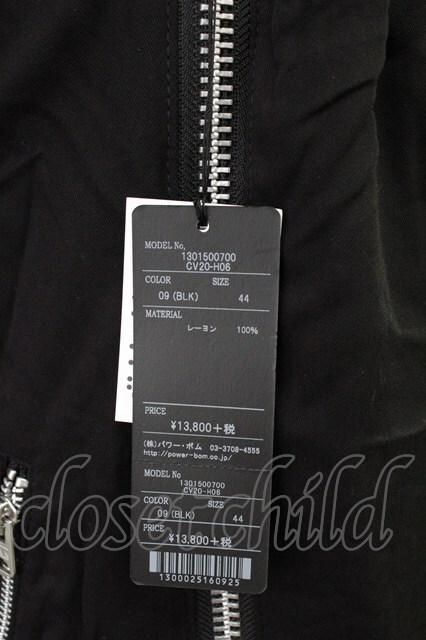 MODEL No,
1301500700
CV20-H06
COLOR SIZE
09 (BLK) 44
MATERIAL
レーヨン 100%
PRICE
¥13,800+税
(株)パワー・ボム 03-3708-4555
http://power-bom.co.jp/
MODEL No
1301500700
CV20-H06
COLOR SIZE
09 (BLK) 44
PRICE
¥13,800+税
1300025160925
closet child